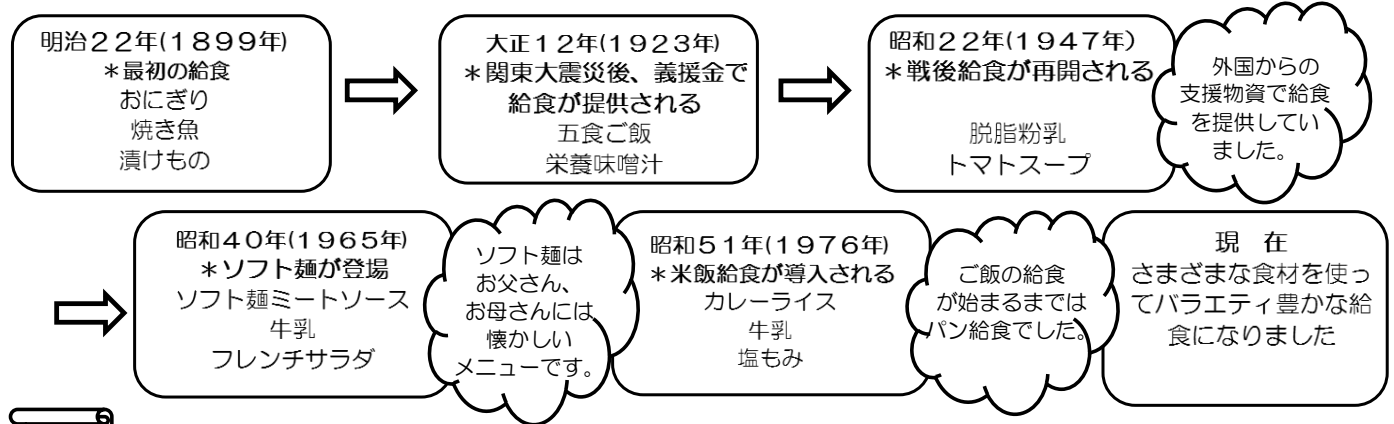 明治２２年(１８９９年)
＊最初の給食
おにぎり
焼き魚
漬けもの
大正１２年(１９２３年)
＊関東大震災後、義援金で
給食が提供される
五食ご飯
栄養味噌汁
昭和２２年(１９４７年)
＊戦後給食が再開される
脱脂粉乳
トマトスープ
外国からの
支援物資で給食
を提供してい
ました。
昭和４０年(１９６５年)
＊ソフト麺が登場
ソフト麺ミートソース
牛乳
フレンチサラダ
ソフト麺は
お父さん、
お母さんには
懐かしい
メニューです。
昭和５１年(１９７６年)
＊米飯給食が導入される
カレーライス
牛乳
塩もみ
ご飯の給食
が始まるまでは
パン給食でした。
現　在
さまざまな食材を使っ
てバラエティ豊かな給
食になりました